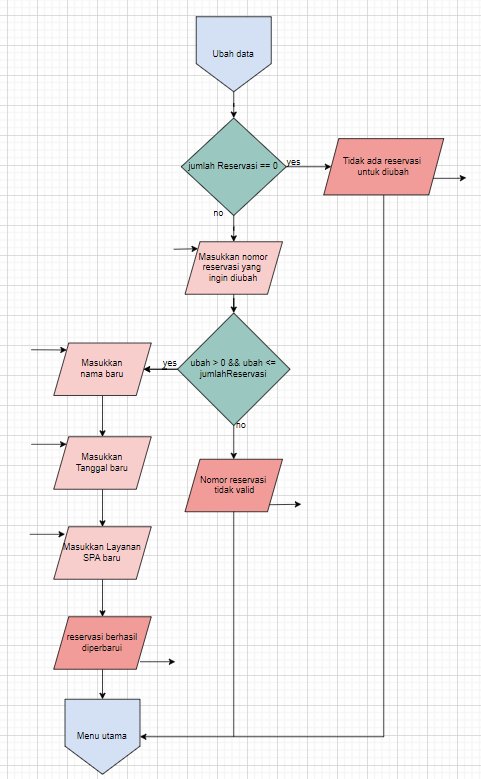 Ubah data
jumlah Reservasi == 0
yes
Tidak ada reservasi
untuk diubah
no
Masukkan nomor
reservasi yang
ingin diubah
ubah > 0 && ubah <=
jumlahReservasi
yes
Masukkan
nama baru
no
Masukkan
Tanggal baru
Nomor reservasi
tidak valid
Masukkan Layanan
SPA baru
reservasi berhasil
diperbarui
Menu utama